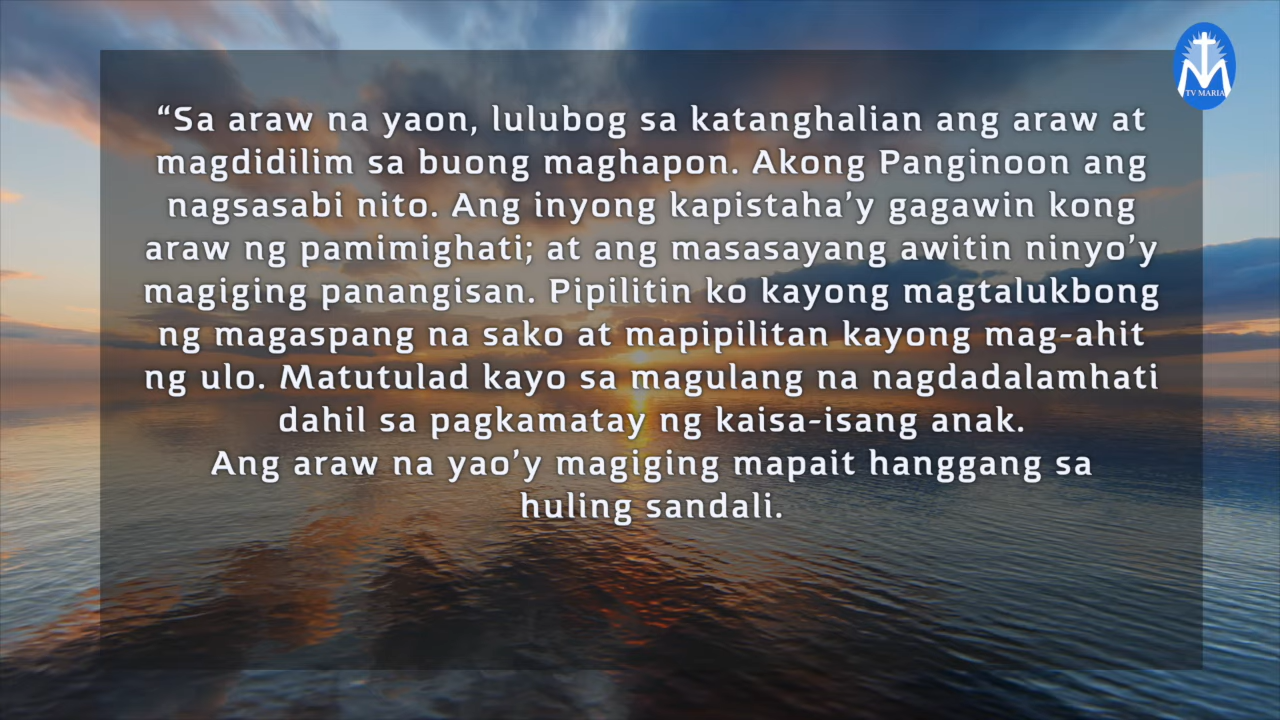 “Sa araw na yaon, lulubog sa katanghalian ang araw at
magdidilim sa buong maghapon. Akong Panginoon ang
nagsasabi nito. Ang inyong kapistaha’y gagawin kong
araw ng pamimighati; at ang masasayang awitin ninyo’y
magiging panangisan. Pipilitin ko kayong magtalukbong
ng magaspang na sako at mapipilitan kayong mag-ahit
ng ulo. Matutulad kayo sa magulang na nagdadalamhati
dahil sa pagkamatay ng kaisa-isang anak.
Ang araw na yao’y magiging mapait hanggang sa
huling sandali.
TV MARIA